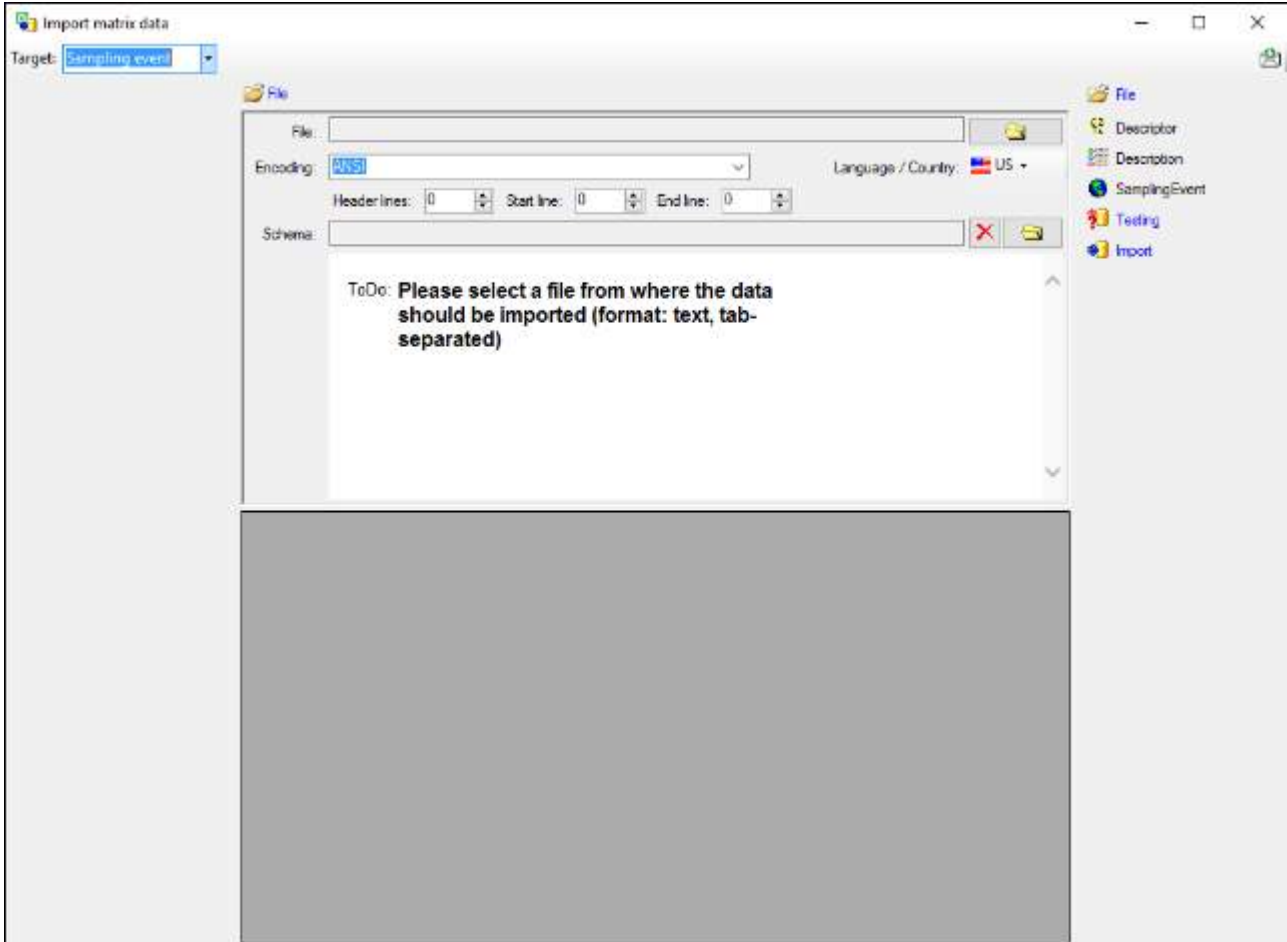 Import matrix data
Target: Sampling event
File
File:
Encoding: ANSI Language / Country: US
Header lines: 0 Start line: 0 End line: 0
Schema:
ToDo: Please select a file from where the data
should be imported (format: text, tab-
separated)
File
Descriptor
Description
SamplingEvent
Testing
Import